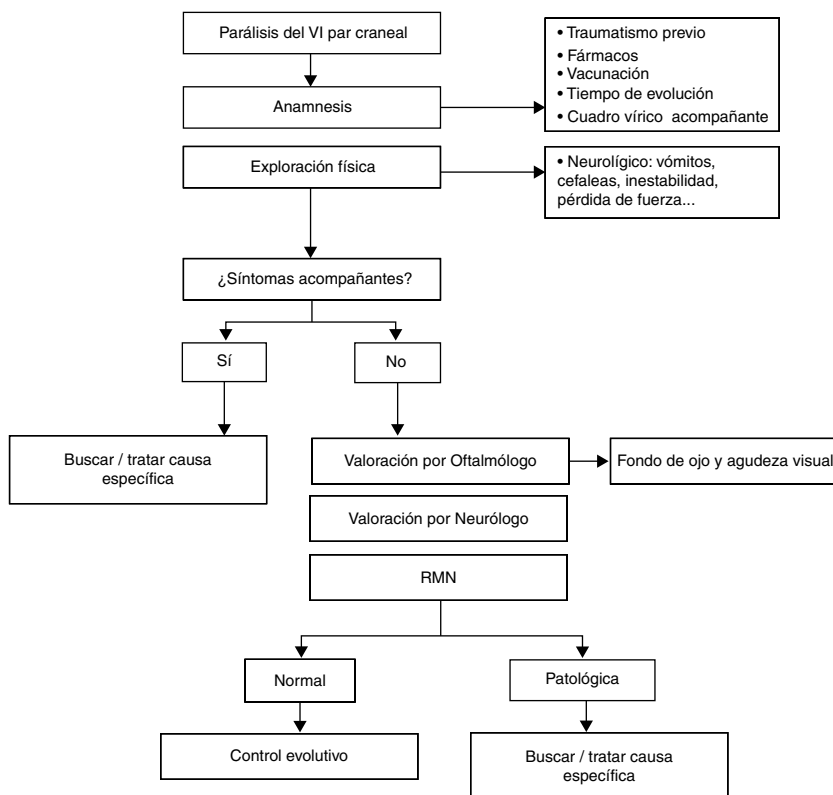 Parálisis del VI par craneal
• Traumatismo previo
• Fármacos
• Vacunación
• Tiempo de evolución
• Cuadro vírico acompañante
Anamnesis
Exploración física
• Neurolígico: vómitos,
cefaleas, inestabilidad,
pérdida de fuerza...
¿Síntomas acompañantes?
Sí
No
Buscar / tratar causa
específica
Valoración por Oftalmólogo
Fondo de ojo y agudeza visual
Valoración por Neurólogo
RMN
Normal
Patológica
Control evolutivo
Buscar / tratar causa
específica